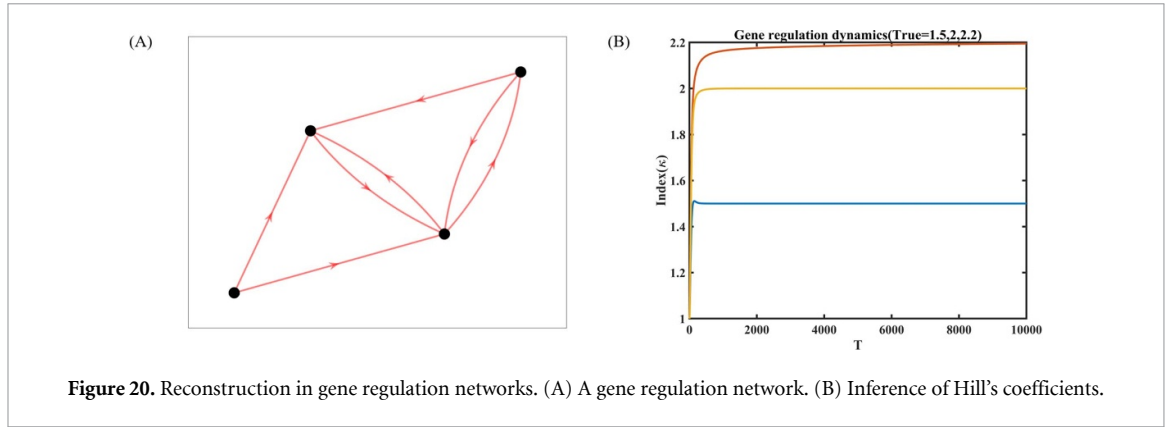 (A)
(B)
Gene regulation dynamics(True=1.5,2,2.2)
2.2
2
1.8
1.6
1.4
1.2
1
Index(κ)
0 2000 4000 6000 8000 10000
T
Figure 20. Reconstruction in gene regulation networks. (A) A gene regulation network. (B) Inference of Hill's coefficients.